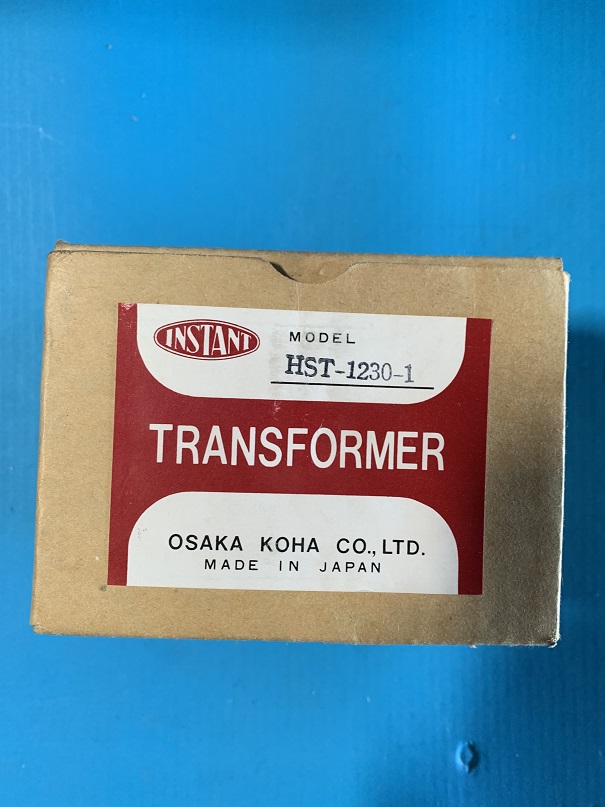 INSTANT
MODEL
HST-1230-1
TRANSFORMER
OSAKA KOHA CO.,LTD.
MADE IN JAPAN